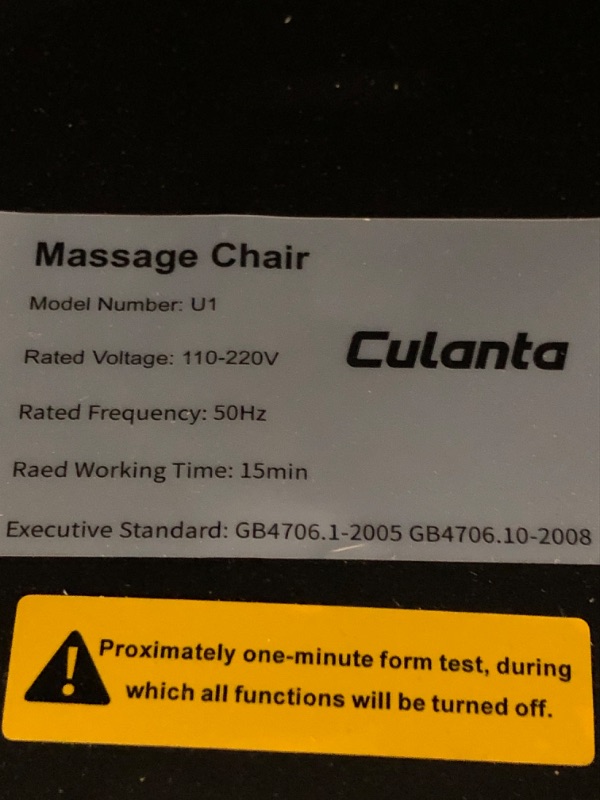 Massage Chair
Model Number: U1
Culanta
Rated Voltage: 110-220V
Rated Frequency: 50Hz
Raed Working Time: 15min
Executive Standard: GB4706.1-2005 GB4706.10-2008
Proximately one-minute form test, during
which all functions will be turned off.